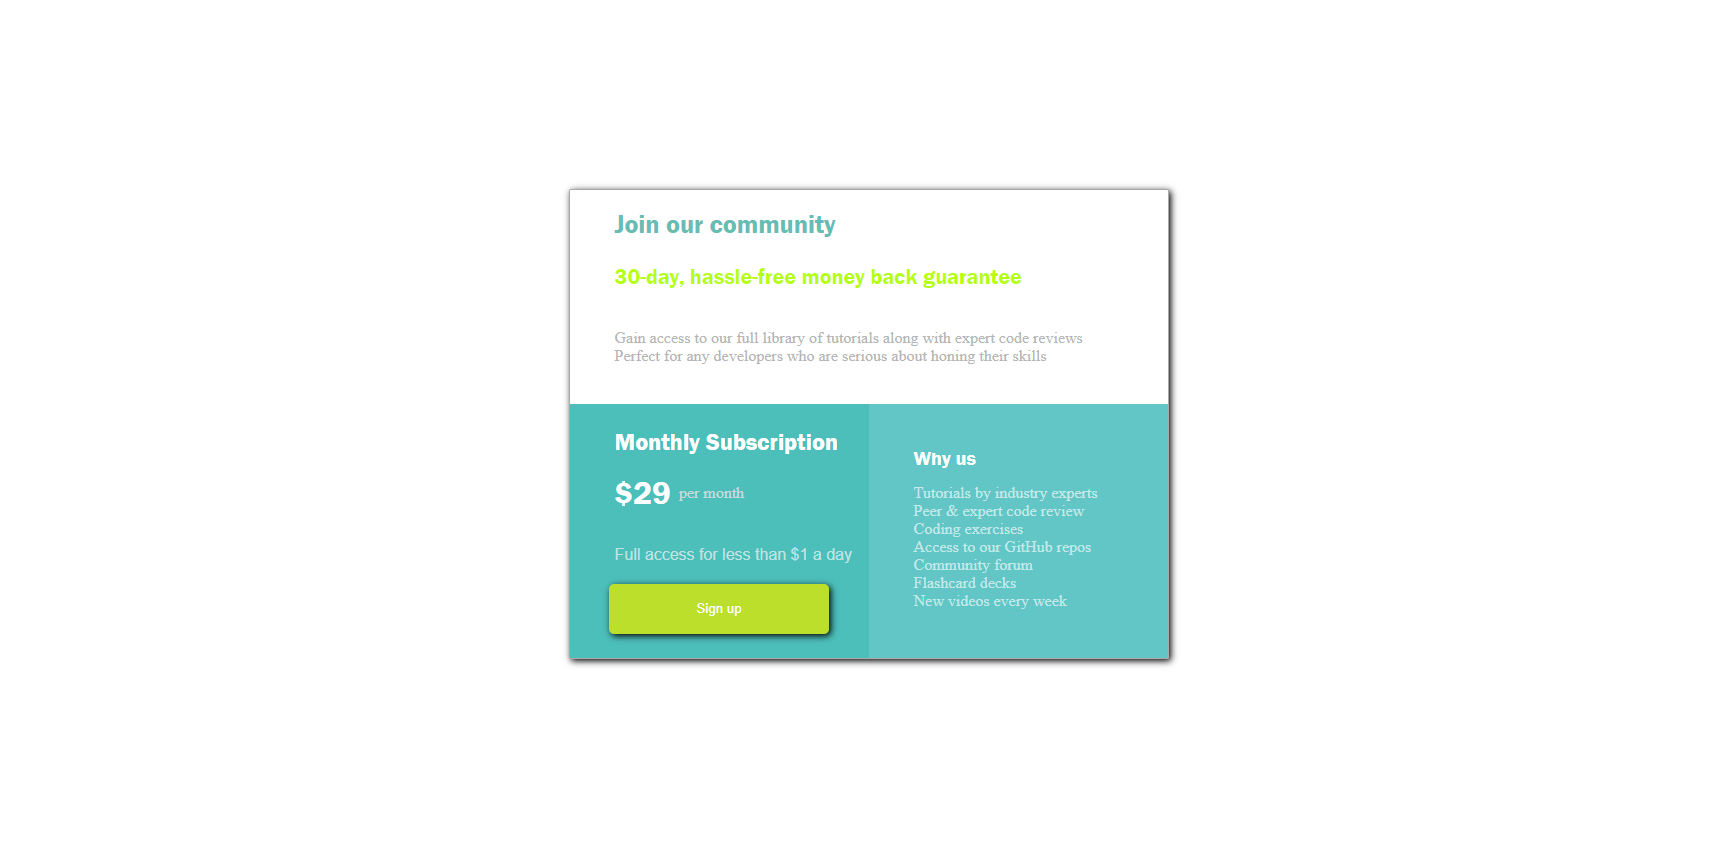 Join our community
30-day, hassle-free money back guarantee
Gain access to our full library of tutorials along with expert code reviews
Perfect for any developers who are serious about honing their skills
Monthly Subscription
$29 per month
Full access for less than $1 a day
Sign up
Why us
Tutorials by industry experts
Peer & expert code review
Coding exercises
Access to our GitHub repos
Community forum
Flashcard decks
New videos every week